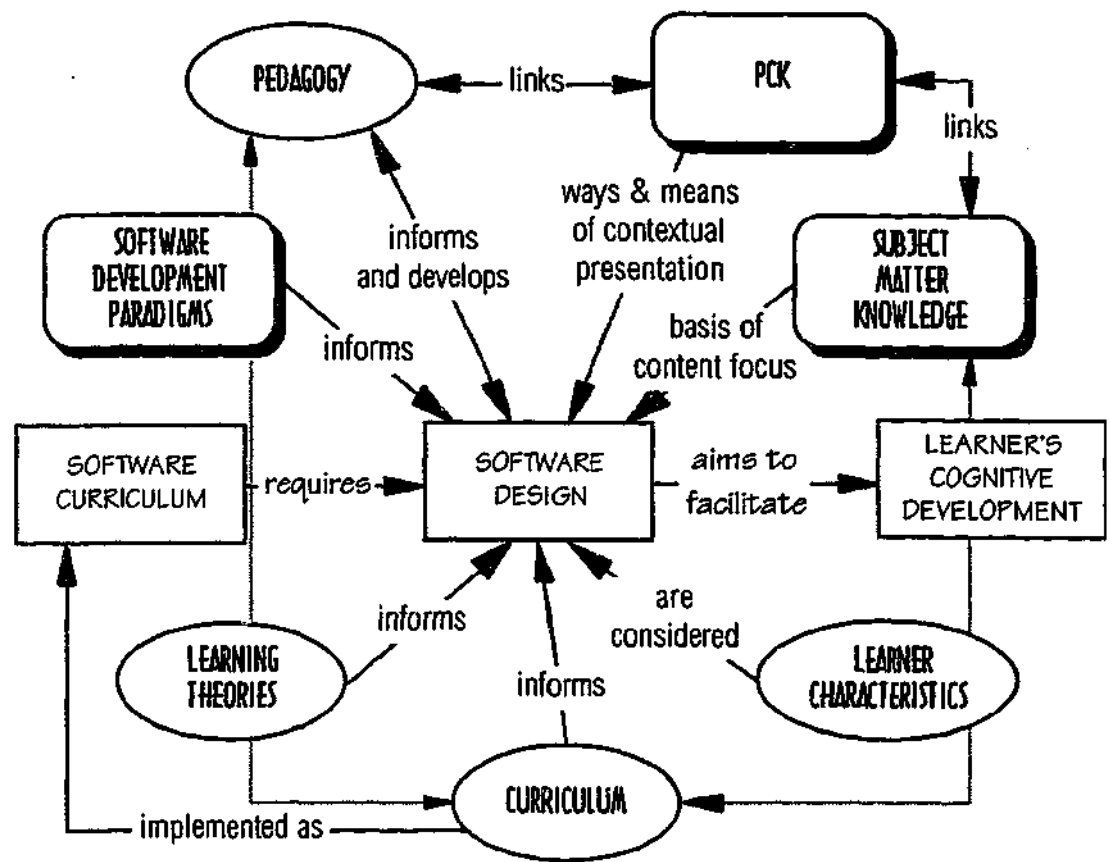 PEDAGOGY
links
PCK
links
ways & means
of contextual
presentation
informs
and develops
SOFTWARE
DEVELOPMENT
PARADIGMS
SUBJECT
MATTER
KNOWLEDGE
informs
basis of
content focus
SOFTWARE
CURRICULUM
requires
SOFTWARE
DESIGN
aims to
facilitate
LEARNER'S
COGNITIVE
DEVELOPMENT
informs
are
considered
LEARNING
THEORIES
informs
LEARNER
CHARACTERISTICS
CURRICULUM
implemented as